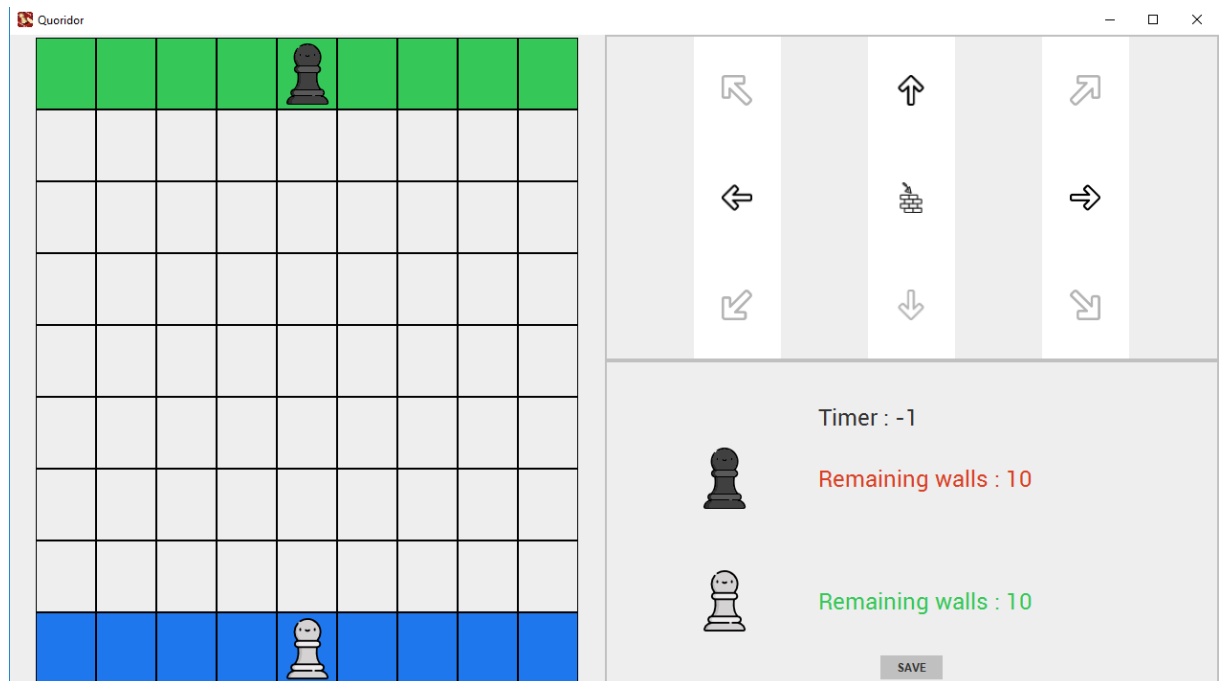 Quoridor
Timer : -1
Remaining walls : 10
Remaining walls : 10
SAVE